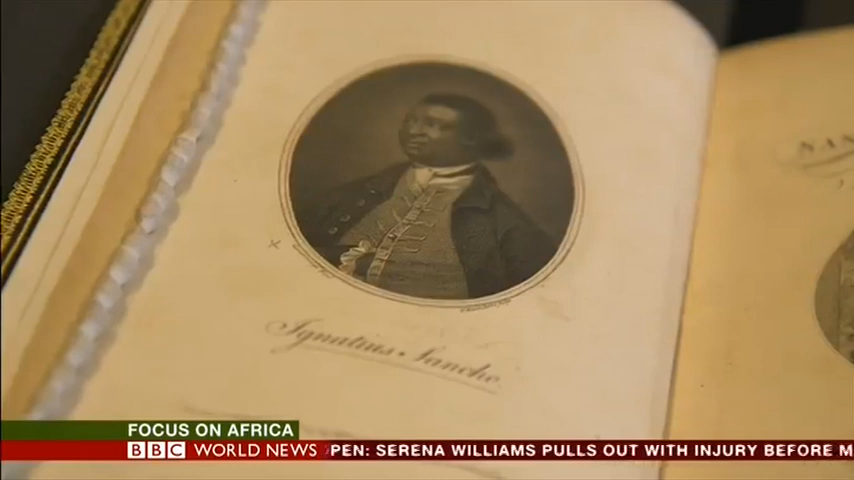 Ignatius Sancho
FOCUS ON AFRICA
BBC WORLD NEWS PEN: SERENA WILLIAMS PULLS OUT WITH INJURY BEFORE M